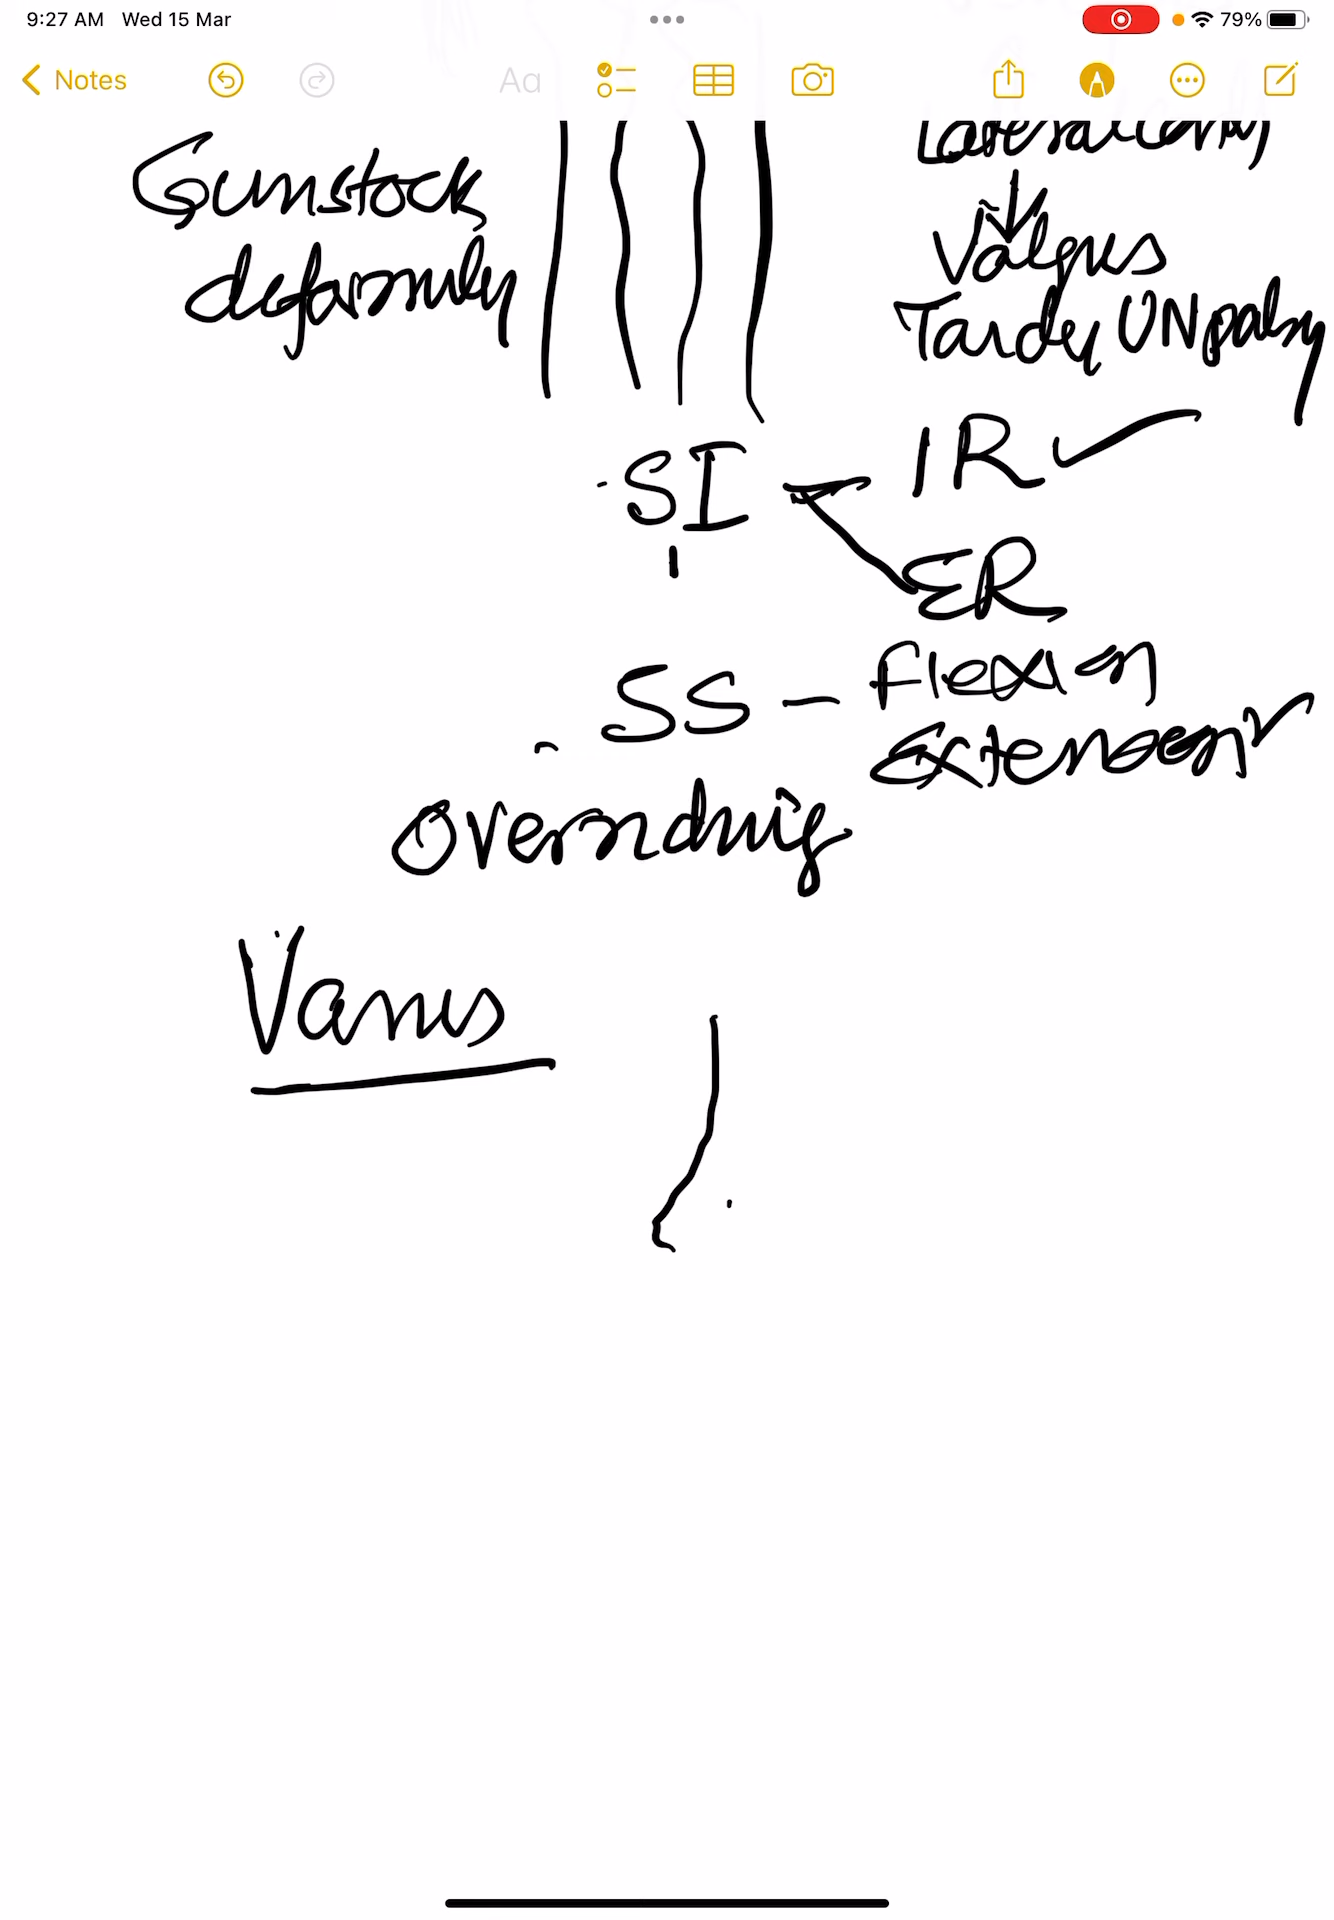 9:27 AM Wed 15 Mar
79%
Notes
Aa
Gunstock
deformity
Valgus
Tardy UN palsy
SI
IR
ER
SS - flexion
Extension
Overriding
Varus